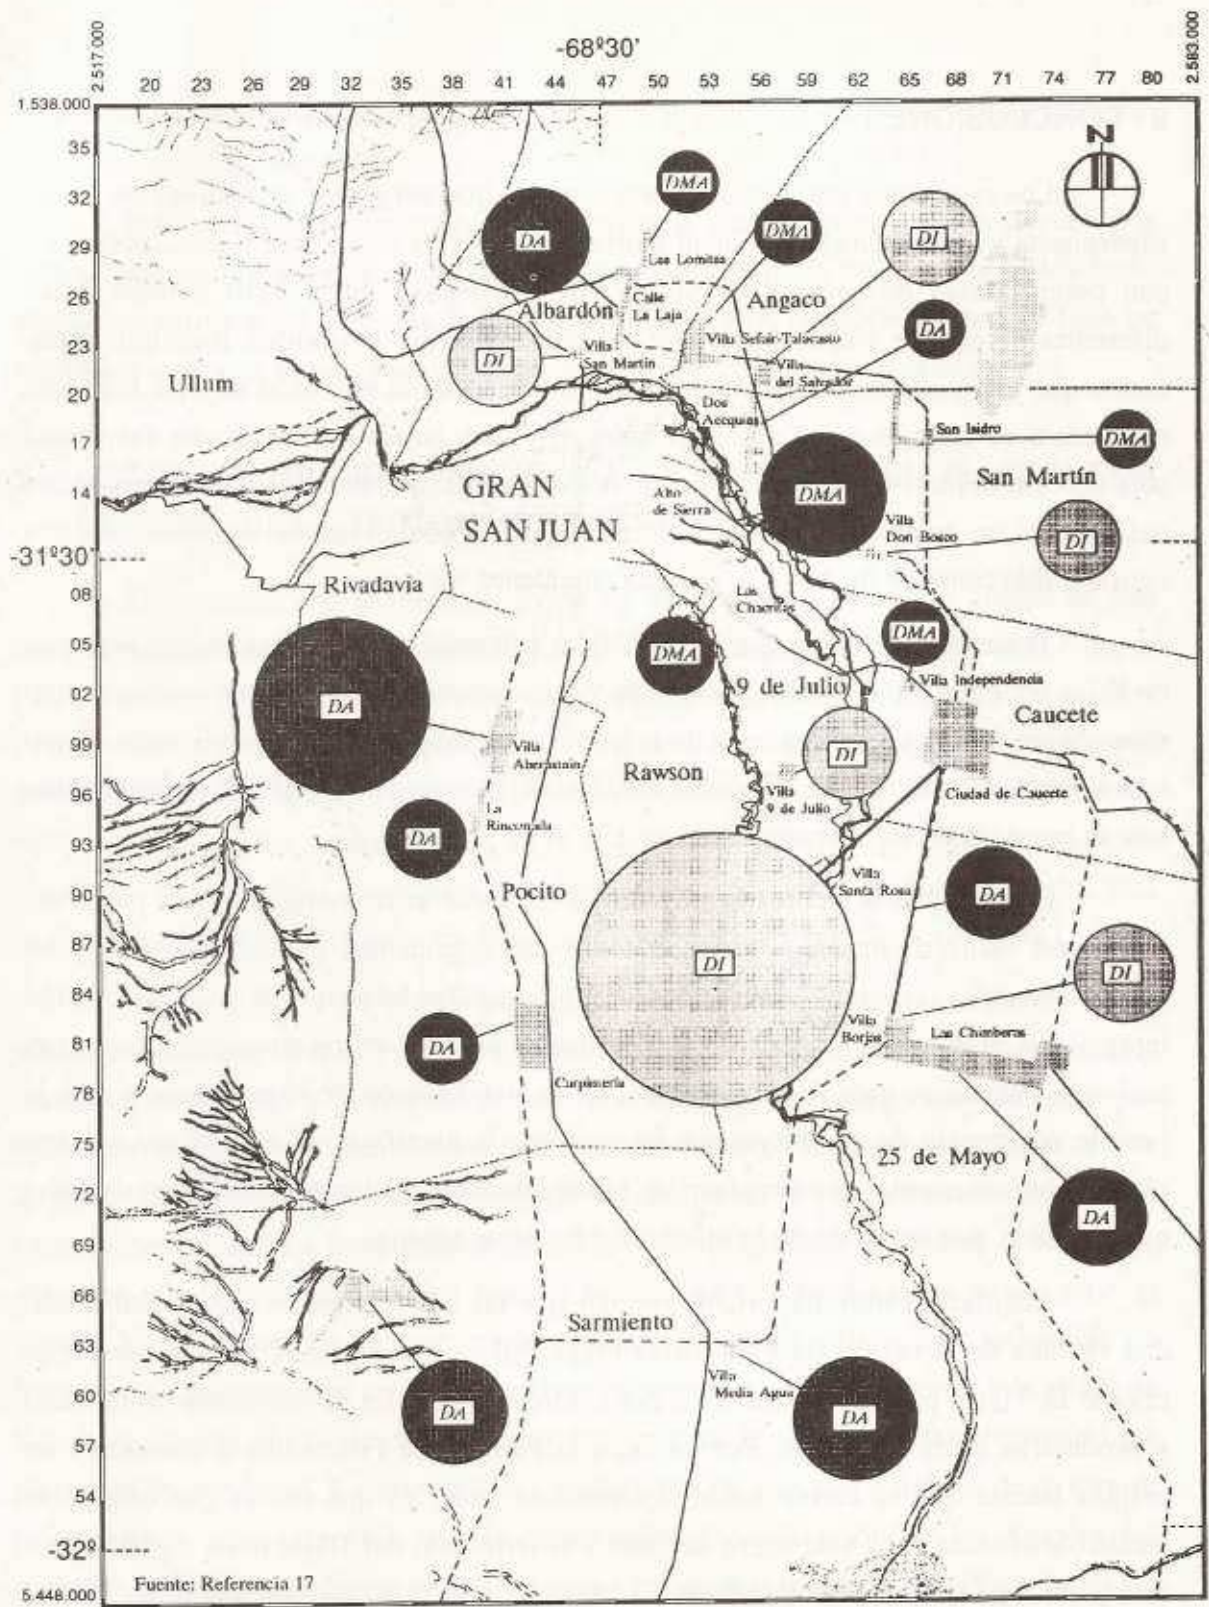 -68º30'
2.517.000
20 23 26 29 32 35 38 41 44 47 50 53 56 59 62 65 68 71 74 77 80
2.583.000
1.538.000
35
32
29
26
23
20
17
14
-31º30'
08
05
02
99
96
93
90
87
84
81
78
75
72
69
66
63
60
57
54
-32º
5.448.000
N
DMA
DA
DMA
DI
Las Lomitas
Albardón
Calle
La Laja
Angaco
DA
DI
Villa
San Martín
Villa Sefair-Talacasto
Villa
del Salvador
Ullum
Dos
Acequias
San Isidro
DMA
GRAN
SAN JUAN
Alto
de Sierra
DMA
San Martín
Villa
Don Bosco
DI
Rivadavia
Las
Chacritas
DMA
DMA
9 de Julio
Villa Independencia
DA
Caucete
Villa
Aberastain
Rawson
DI
Villa
9 de Julio
Ciudad de Caucete
La
Rinconada
DA
Pocito
Villa
Santa Rosa
DA
DI
DI
Villa
Borjas
Las Chimberas
DA
Carpintería
25 de Mayo
DA
Sarmiento
Villa
Media Agua
DA
DA
Fuente: Referencia 17